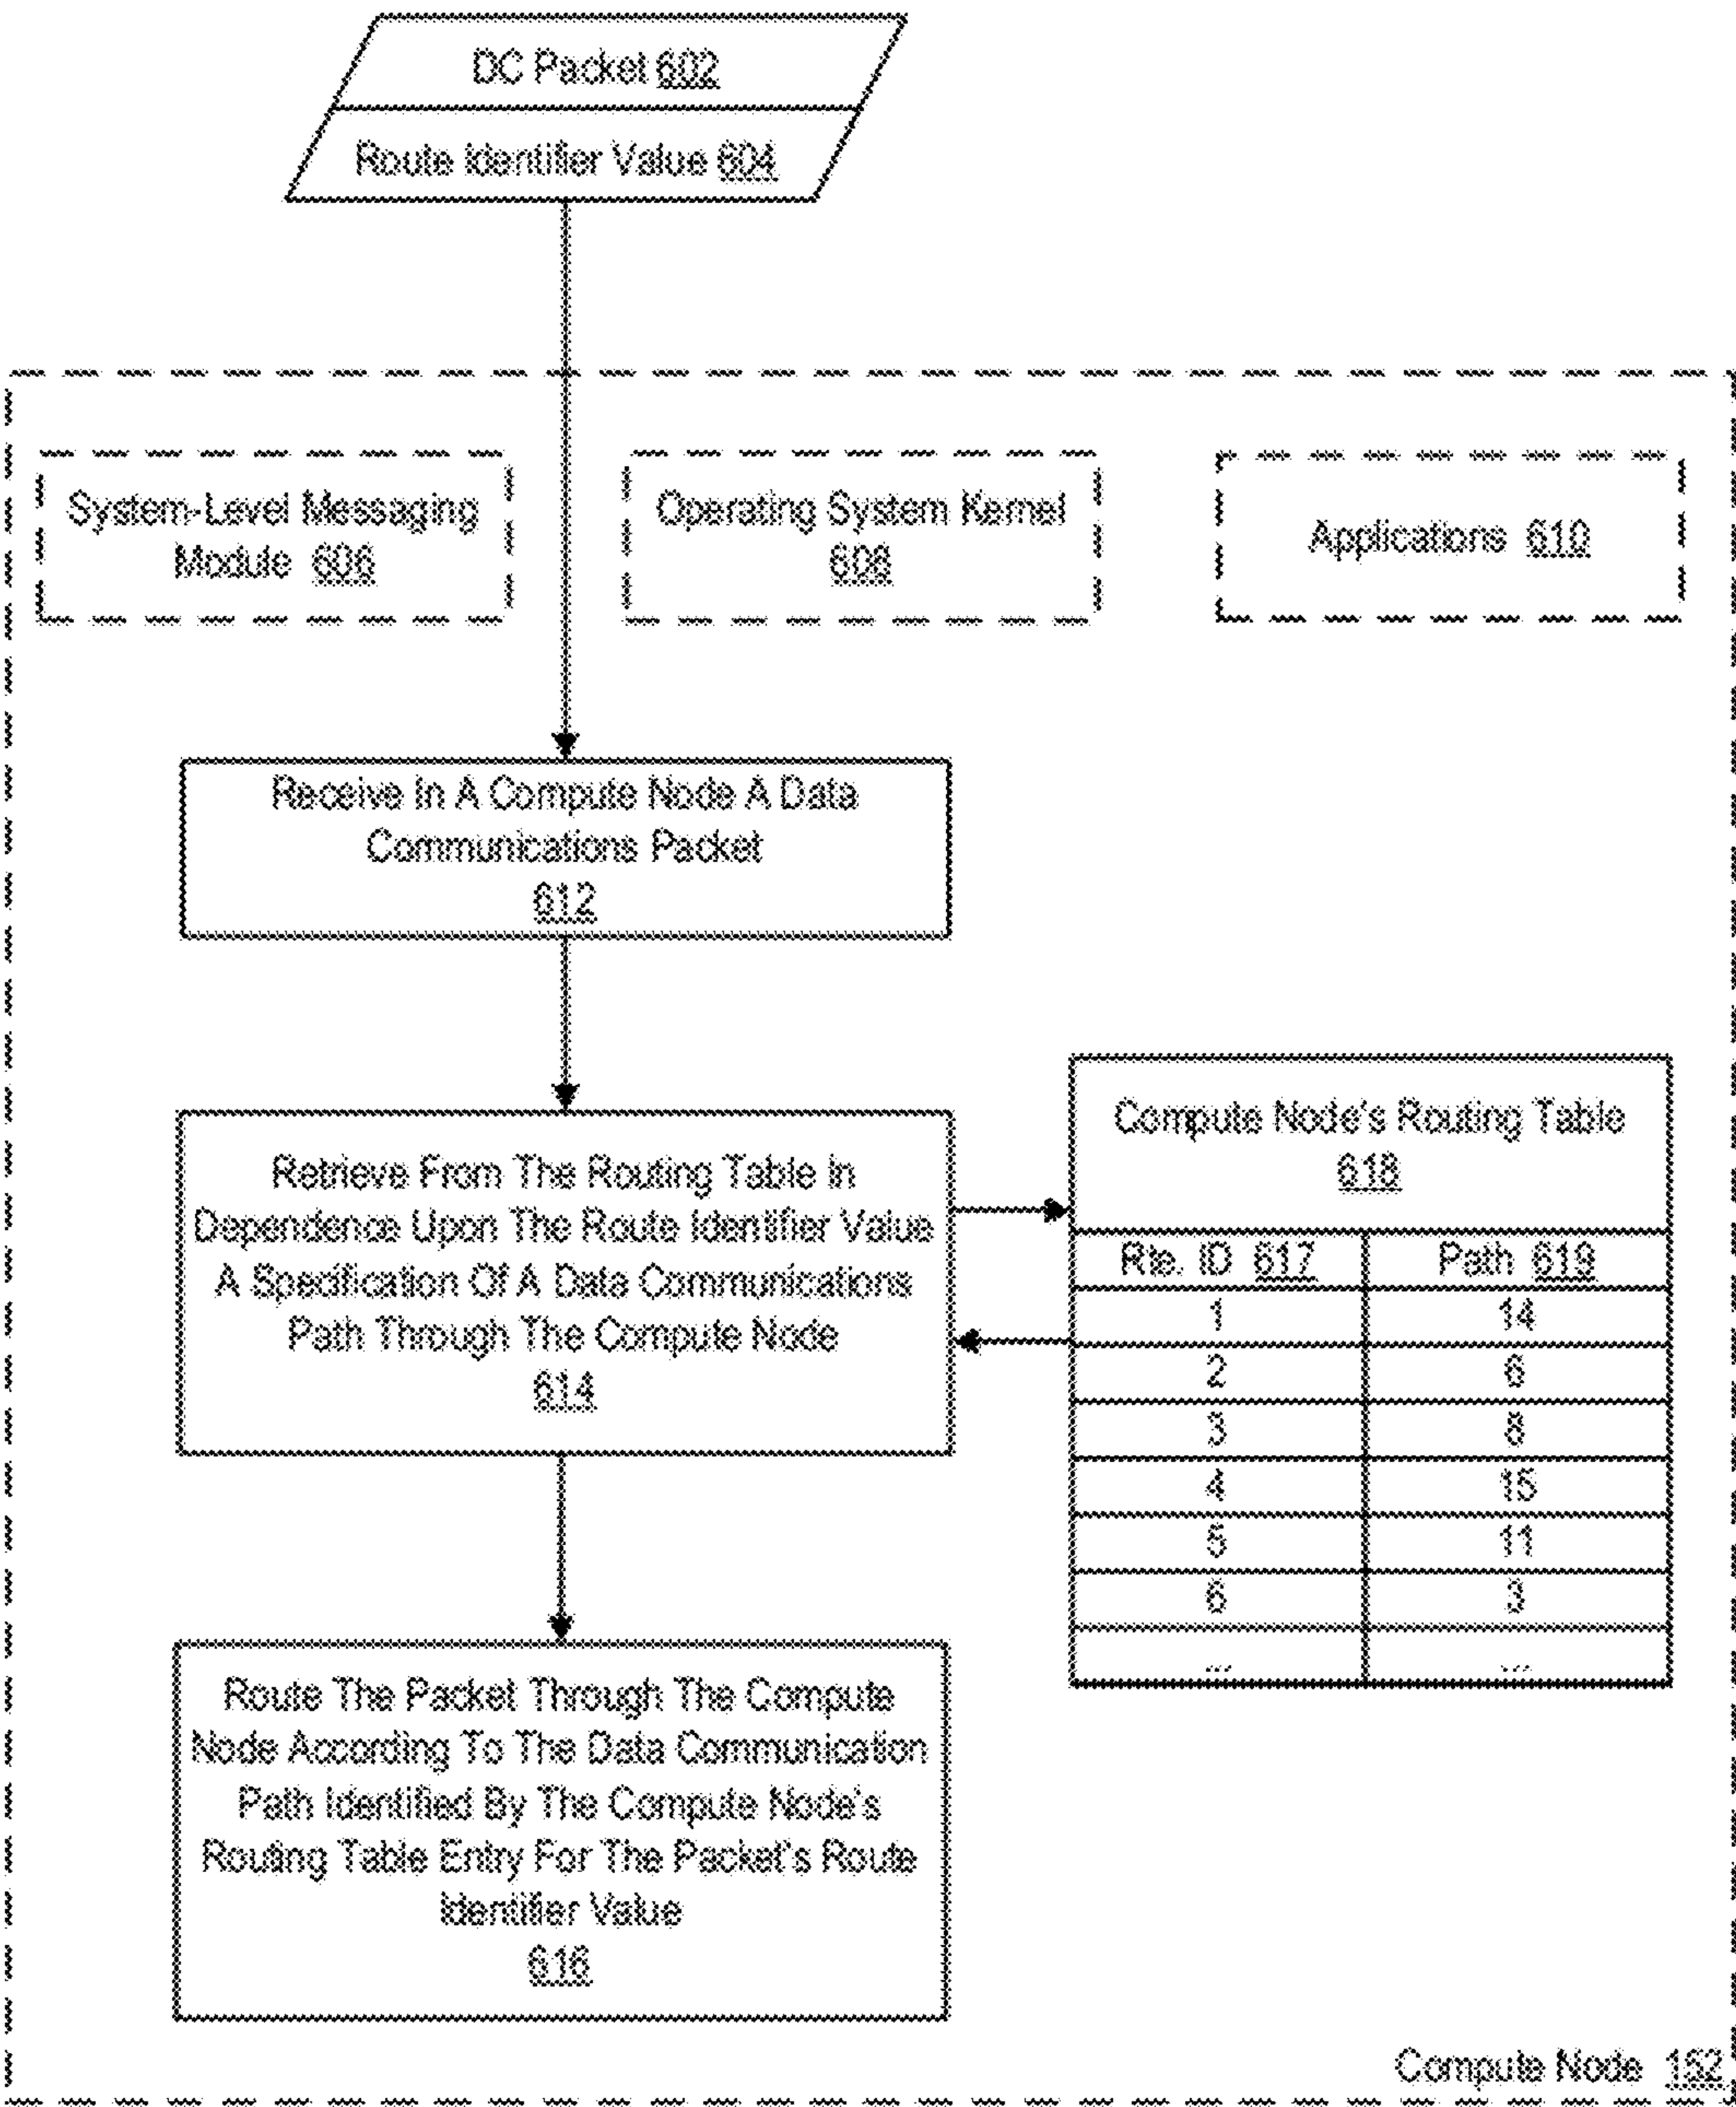 DC Packet 602
Route Identifier Value 604
System-Level Messaging
Module 606
Operating System Kernel
608
Applications 610
Receive In A Compute Node A Data
Communications Packet
612
Retrieve From The Routing Table In
Dependence Upon The Route Identifier Value
A Specification Of A Data Communications
Path Through The Compute Node
614
Compute Node's Routing Table
618
Rte. ID 617 Path 619
1 14
2 6
3 8
4 15
5 11
6 3
... ...
Route The Packet Through The Compute
Node According To The Data Communication
Path Identified By The Compute Node's
Routing Table Entry For The Packet's Route
Identifier Value
616
Compute Node 152